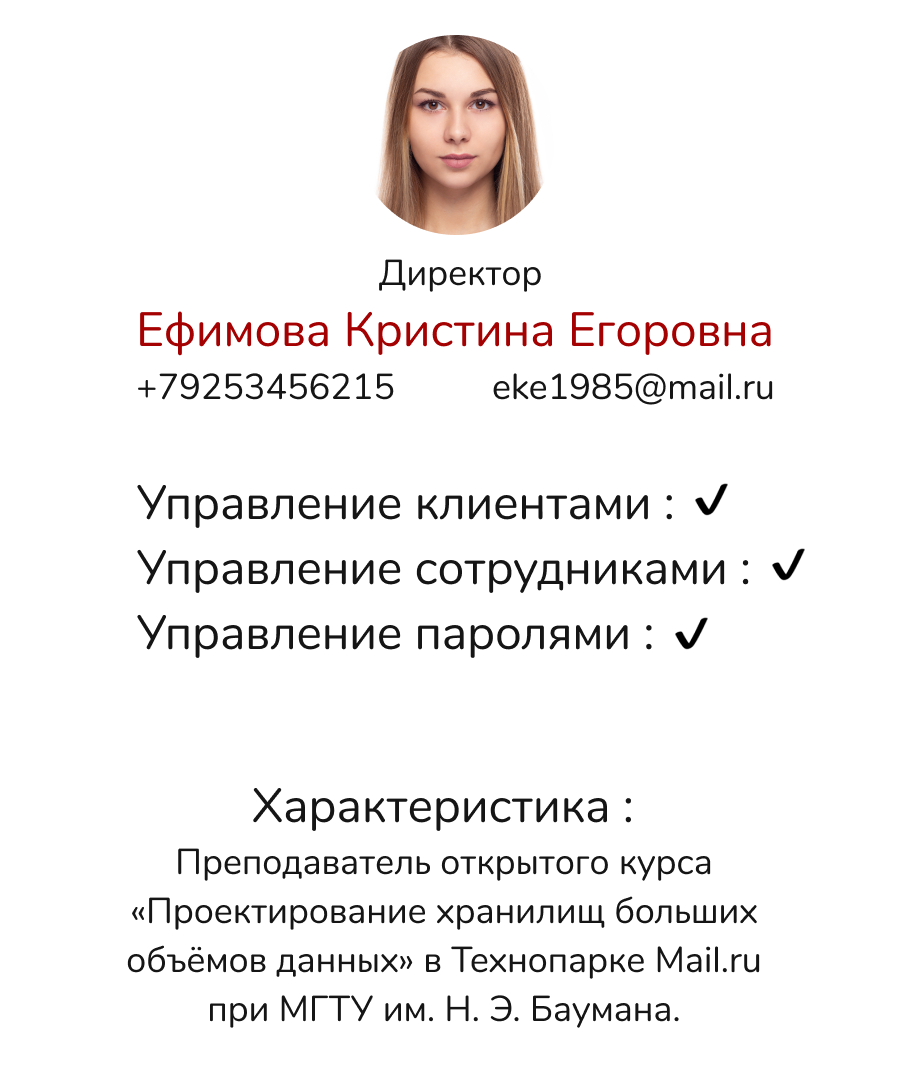 Директор
Ефимова Кристина Егоровна
+79253456215 eke1985@mail.ru
Управление клиентами : ✔
Управление сотрудниками : ✔
Управление паролями : ✔
Характеристика :
Преподаватель открытого курса
«Проектирование хранилищ больших
объёмов данных» в Технопарке Mail.ru
при МГТУ им. Н. Э. Баумана.